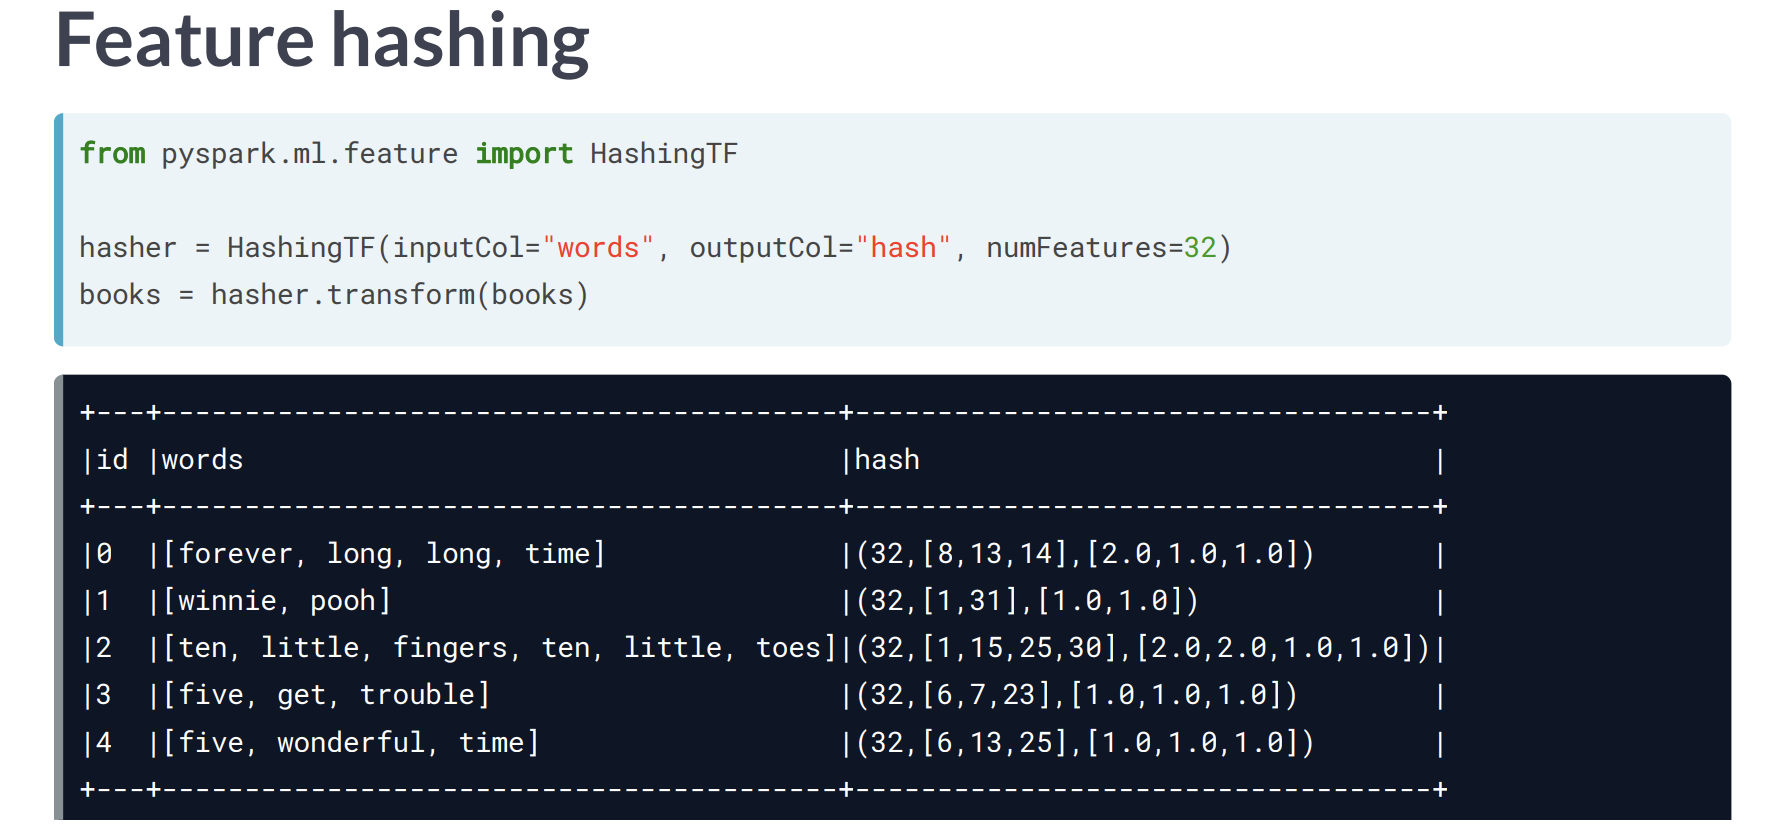 Feature hashing
from pyspark.ml.feature import HashingTF
hasher = HashingTF(inputCol="words", outputCol="hash", numFeatures=32)
books = hasher.transform(books)
+---+-----------------------------------------+-----------------------------------+
|id |words                                    |hash                               |
+---+-----------------------------------------+-----------------------------------+
|0  |[forever, long, long, time]              |(32,[8,13,14],[2.0,1.0,1.0])       |
|1  |[winnie, pooh]                           |(32,[1,31],[1.0,1.0])              |
|2  |[ten, little, fingers, ten, little, toes]|(32,[1,15,25,30],[2.0,2.0,1.0,1.0])|
|3  |[five, get, trouble]                     |(32,[6,7,23],[1.0,1.0,1.0])        |
|4  |[five, wonderful, time]                  |(32,[6,13,25],[1.0,1.0,1.0])       |
+---+-----------------------------------------+-----------------------------------+